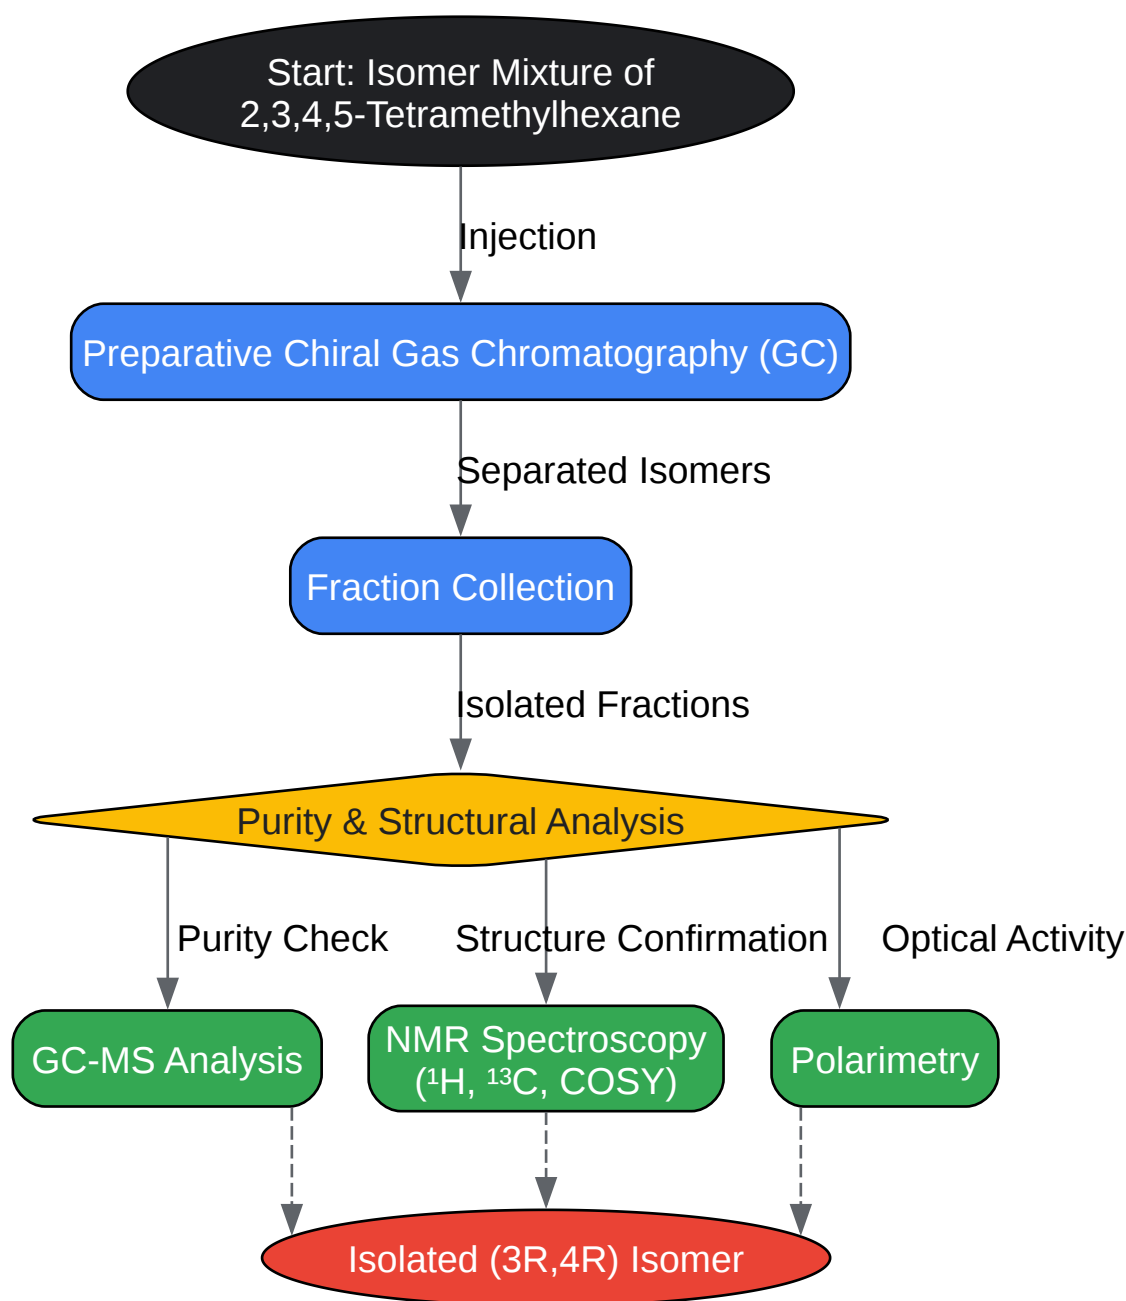 Start: Isomer Mixture of
2,3,4,5-Tetramethylhexane
Injection
Preparative Chiral Gas Chromatography (GC)
Separated Isomers
Fraction Collection
Isolated Fractions
Purity & Structural Analysis
Purity Check
Structure Confirmation
Optical Activity
GC-MS Analysis
NMR Spectroscopy
(¹H, ¹³C, COSY)
Polarimetry
Isolated (3R,4R) Isomer